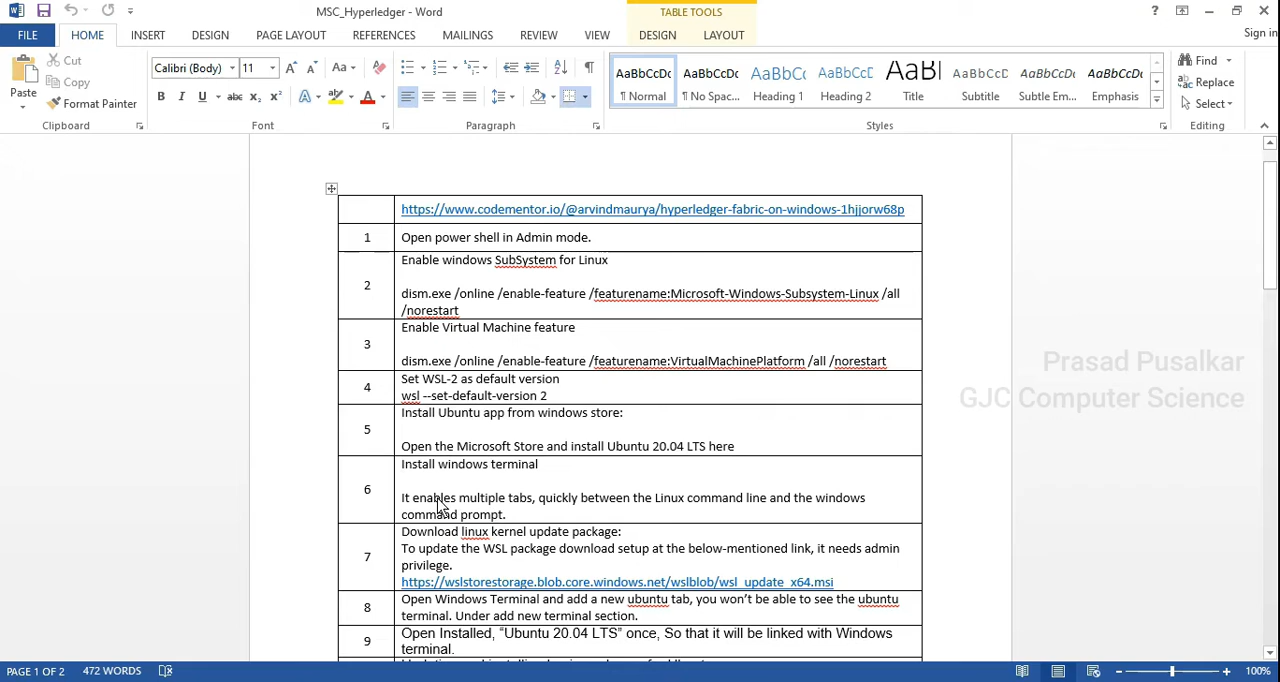 MSC_Hyperledger - Word
TABLE TOOLS
?
Sign in
FILE
HOME
INSERT
DESIGN
PAGE LAYOUT
REFERENCES
MAILINGS
REVIEW
VIEW
DESIGN
LAYOUT
Paste
Cut
Copy
Format Painter
Clipboard
Calibri (Body)
11
Font
Paragraph
AaBbCcDc
¶ Normal
AaBbCcDc
¶ No Spac...
AaBbCc
Heading 1
AaBbCcC
Heading 2
AaBl
Title
AaBbCcD
Subtitle
AaBbCcDc
Subtle Em...
AaBbCcDc
Emphasis
Styles
Find
Replace
Select
Editing
https://www.codementor.io/@arvindmaurya/hyperledger-fabric-on-windows-1hjjorw68p
1
Open power shell in Admin mode.
2
Enable windows SubSystem for Linux
dism.exe /online /enable-feature /featurename:Microsoft-Windows-Subsystem-Linux /all
/norestart
3
Enable Virtual Machine feature
dism.exe /online /enable-feature /featurename:VirtualMachinePlatform /all /norestart
4
Set WSL-2 as default version
wsl --set-default-version 2
5
Install Ubuntu app from windows store:
Open the Microsoft Store and install Ubuntu 20.04 LTS here
6
Install windows terminal
It enables multiple tabs, quickly between the Linux command line and the windows
command prompt.
7
Download linux kernel update package:
To update the WSL package download setup at the below-mentioned link, it needs admin
privilege.
https://wslstorestorage.blob.core.windows.net/wslblob/wsl_update_x64.msi
8
Open Windows Terminal and add a new ubuntu tab, you won't be able to see the ubuntu
terminal. Under add new terminal section.
9
Open Installed, “Ubuntu 20.04 LTS” once, So that it will be linked with Windows
terminal.
Prasad Pusalkar
GJC Computer Science
PAGE 1 OF 2
472 WORDS
100%